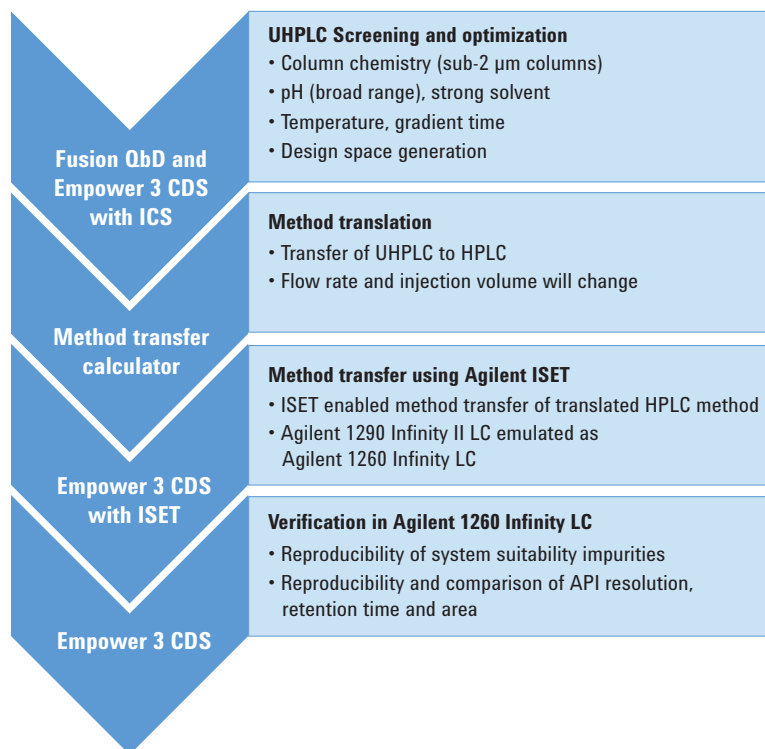 UHPLC Screening and optimization
• Column chemistry (sub-2 µm columns)
• pH (broad range), strong solvent
• Temperature, gradient time
• Design space generation
Fusion QbD and
Empower 3 CDS
with ICS
Method translation
• Transfer of UHPLC to HPLC
• Flow rate and injection volume will change
Method transfer
calculator
Method transfer using Agilent ISET
• ISET enabled method transfer of translated HPLC method
• Agilent 1290 Infinity II LC emulated as
Agilent 1260 Infinity LC
Empower 3 CDS
with ISET
Verification in Agilent 1260 Infinity LC
• Reproducibility of system suitability impurities
• Reproducibility and comparison of API resolution,
retention time and area
Empower 3 CDS